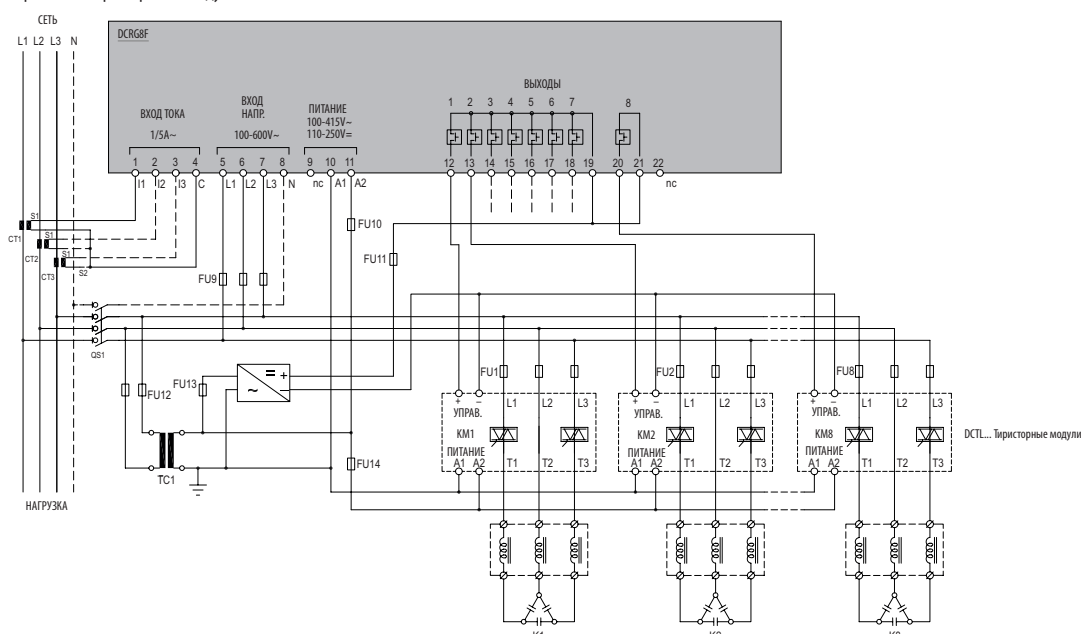 СЕТЬ
L1 L2 L3 N
DCRG8F
ВХОД ТОКА
1/5A~
ВХОД
НАПР.
100-600V~
ПИТАНИЕ
100-415V~
110-250V=
ВЫХОДЫ
1 2 3 4 5 6 7 8
1 2 3 4 5 6 7 8 9 10 11 12 13 14 15 16 17 18 19 20 21 22
I1 I2 I3 C L1 L2 L3 N nc A1 A2 nc
S1
CT1
S1
CT2
S1
CT3
S2
FU10
FU11
FU9
QS1
FU12
FU13
= +
~ –
TC1
FU14
НАГРУЗКА
FU1
+ – L1 L2 L3
УПРАВ.
KM1
ПИТАНИЕ
A1 A2 T1 T2 T3
FU2
+ – L1 L2 L3
УПРАВ.
KM2
ПИТАНИЕ
A1 A2 T1 T2 T3
FU8
+ – L1 L2 L3
УПРАВ.
KM8
ПИТАНИЕ
A1 A2 T1 T2 T3
DCTL... Тиристорные модули